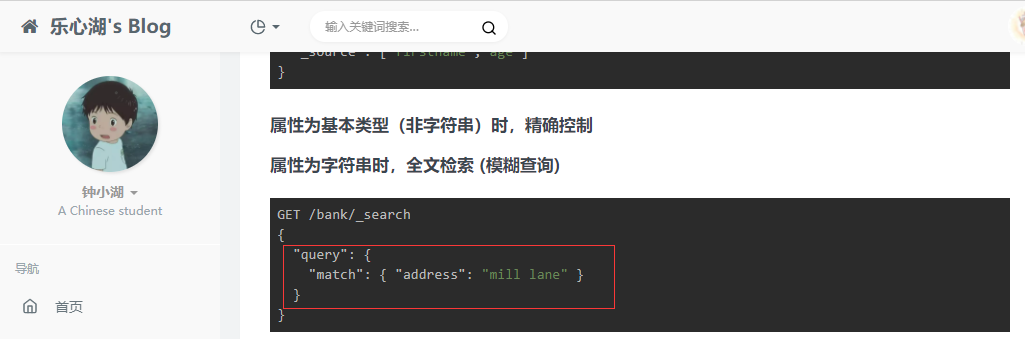 乐心湖's Blog
输入关键词搜索...
"_source": ["firstname","age"]
}
钟小湖
A Chinese student
导航
首页
属性为基本类型（非字符串）时，精确控制
属性为字符串时，全文检索 (模糊查询)
GET /bank/_search
{
"query": {
"match": { "address": "mill lane" }
}
}